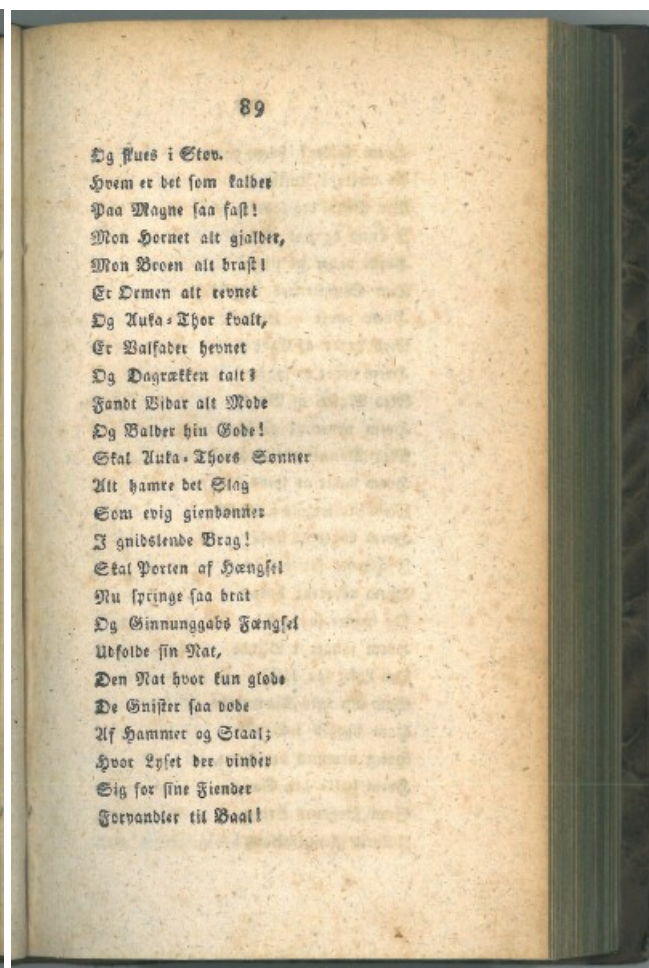 89
Og skues i Støv.
Hvem er det som kalder
Paa Magne saa fast!
Mon Hornet alt gjalder,
Mon Broen alt brast!
Er Ormen alt revnet
Og Auka-Thor kvalt,
Er Valfader hevnet
Og Dagrækken talt?
Fandt Vidar alt Mode
Og Balder hin Gode!
Skal Auka-Thors Sønner
Alt hamre det Slag
Som evig giendønner
I gnidslende Brag!
Skal Porten af Hængsel
Nu springe saa brat
Og Ginnunggabs Fængsel
Udfolde sin Nat,
Den Nat hvor kun gløde
De Gnister saa døde
Af Hammer og Staal;
Hvor Lyset der vinder
Sig for sine Fiender
Forvandler til Baal!